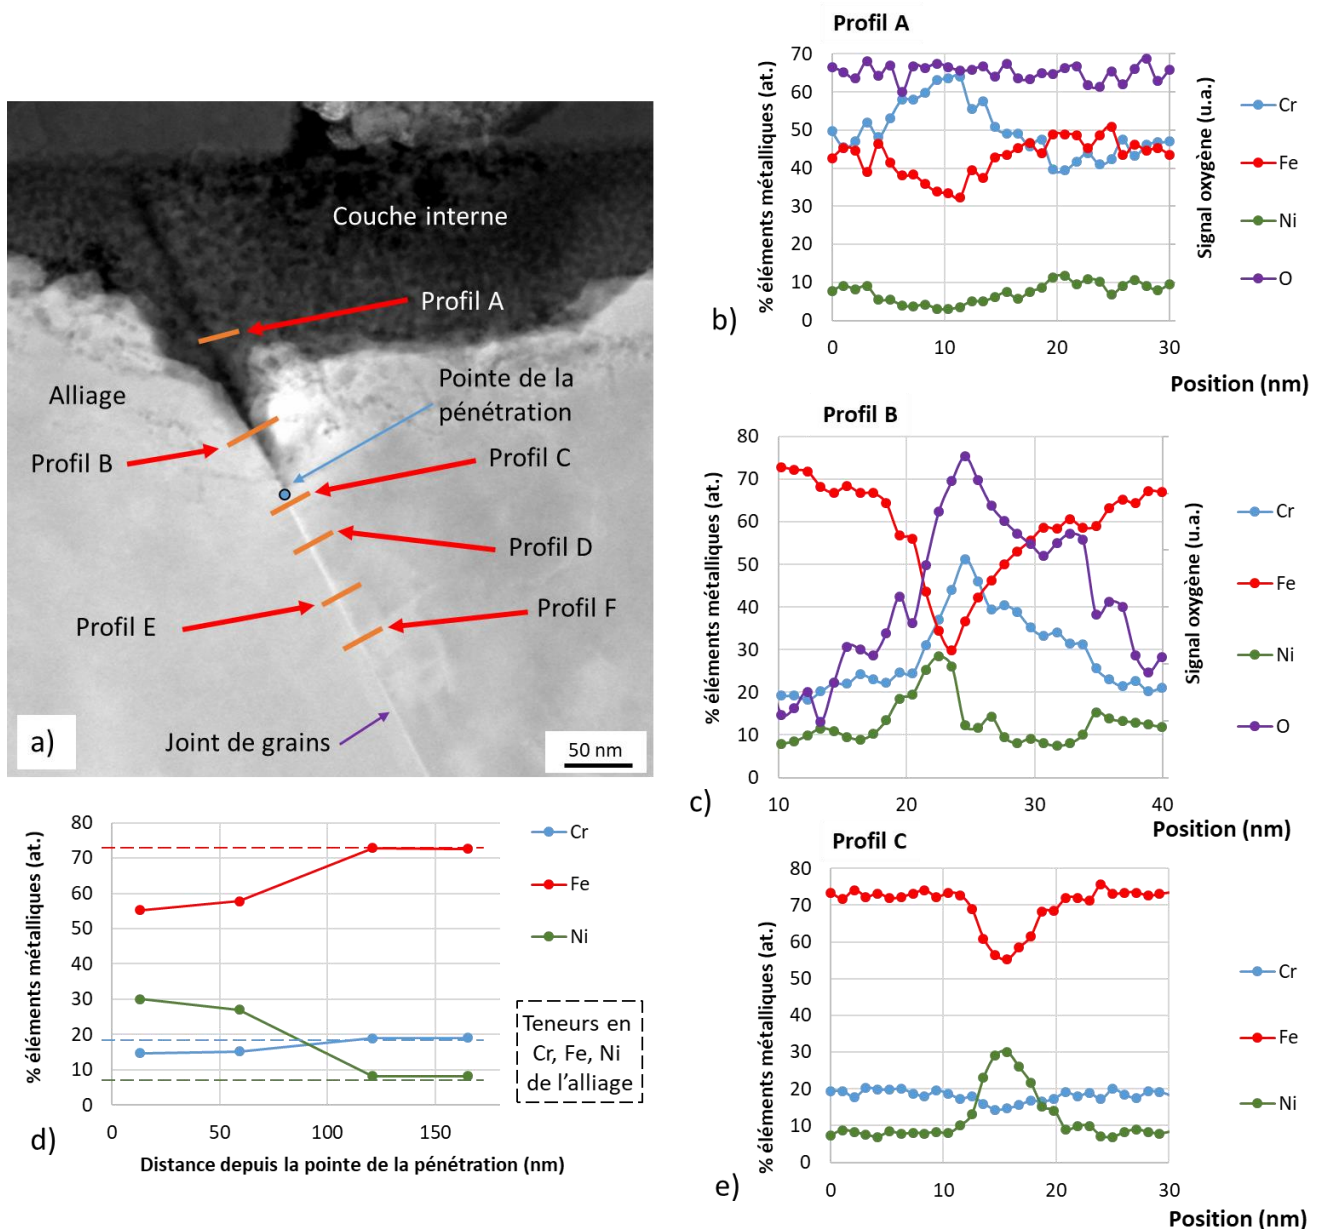 a)
Couche interne
Profil A
Alliage
Pointe de la
pénétration
Profil B
Profil C
Profil D
Profil E
Profil F
Joint de grains
50 nm
b)
Profil A
% éléments métalliques (at.)
70
60
50
40
30
20
10
0
0 10 20 30
Signal oxygène (u.a.)
Position (nm)
Cr
Fe
Ni
O
c)
Profil B
% éléments métalliques (at.)
80
70
60
50
40
30
20
10
0
10 20 30 40
Signal oxygène (u.a.)
Position (nm)
Cr
Fe
Ni
O
d)
% éléments métalliques (at.)
80
70
60
50
40
30
20
10
0
0 50 100 150
Distance depuis la pointe de la pénétration (nm)
Cr
Fe
Ni
Teneurs en
Cr, Fe, Ni
de l'alliage
e)
Profil C
% éléments métalliques (at.)
80
70
60
50
40
30
20
10
0
0 10 20 30
Position (nm)
Cr
Fe
Ni